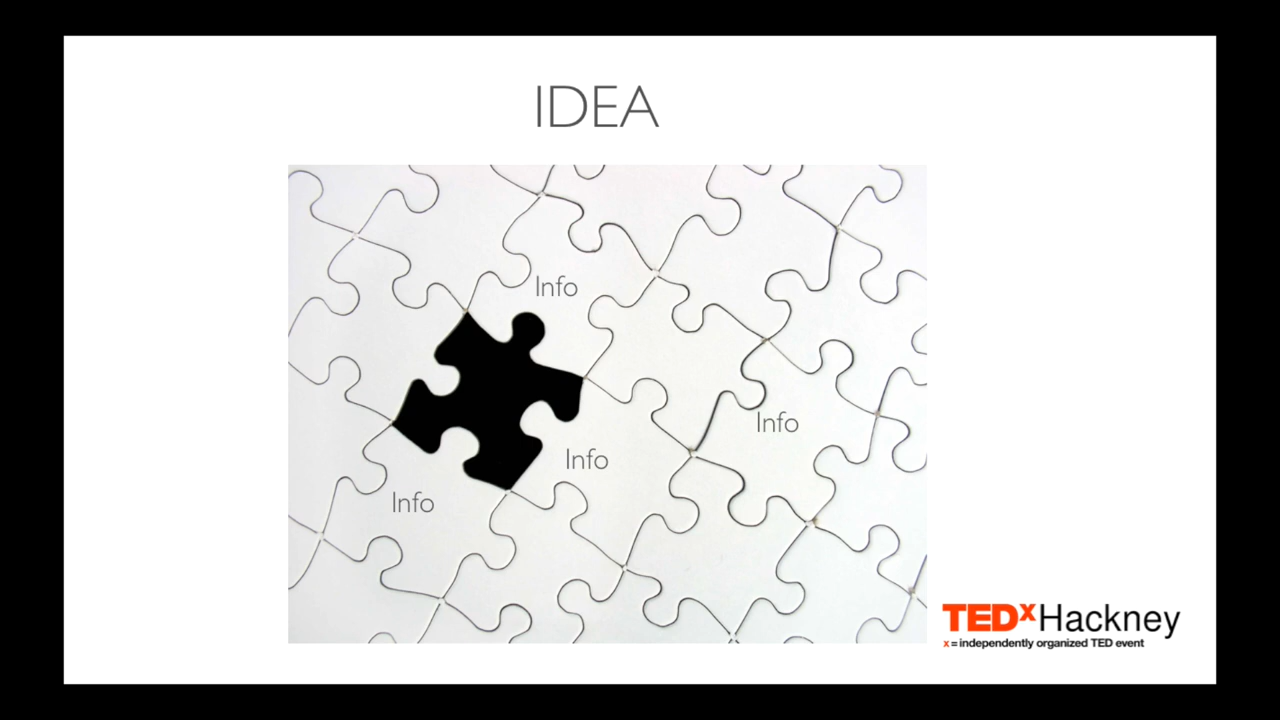 IDEA
Info
Info
Info
Info
TEDxHackney
x = independently organized TED event